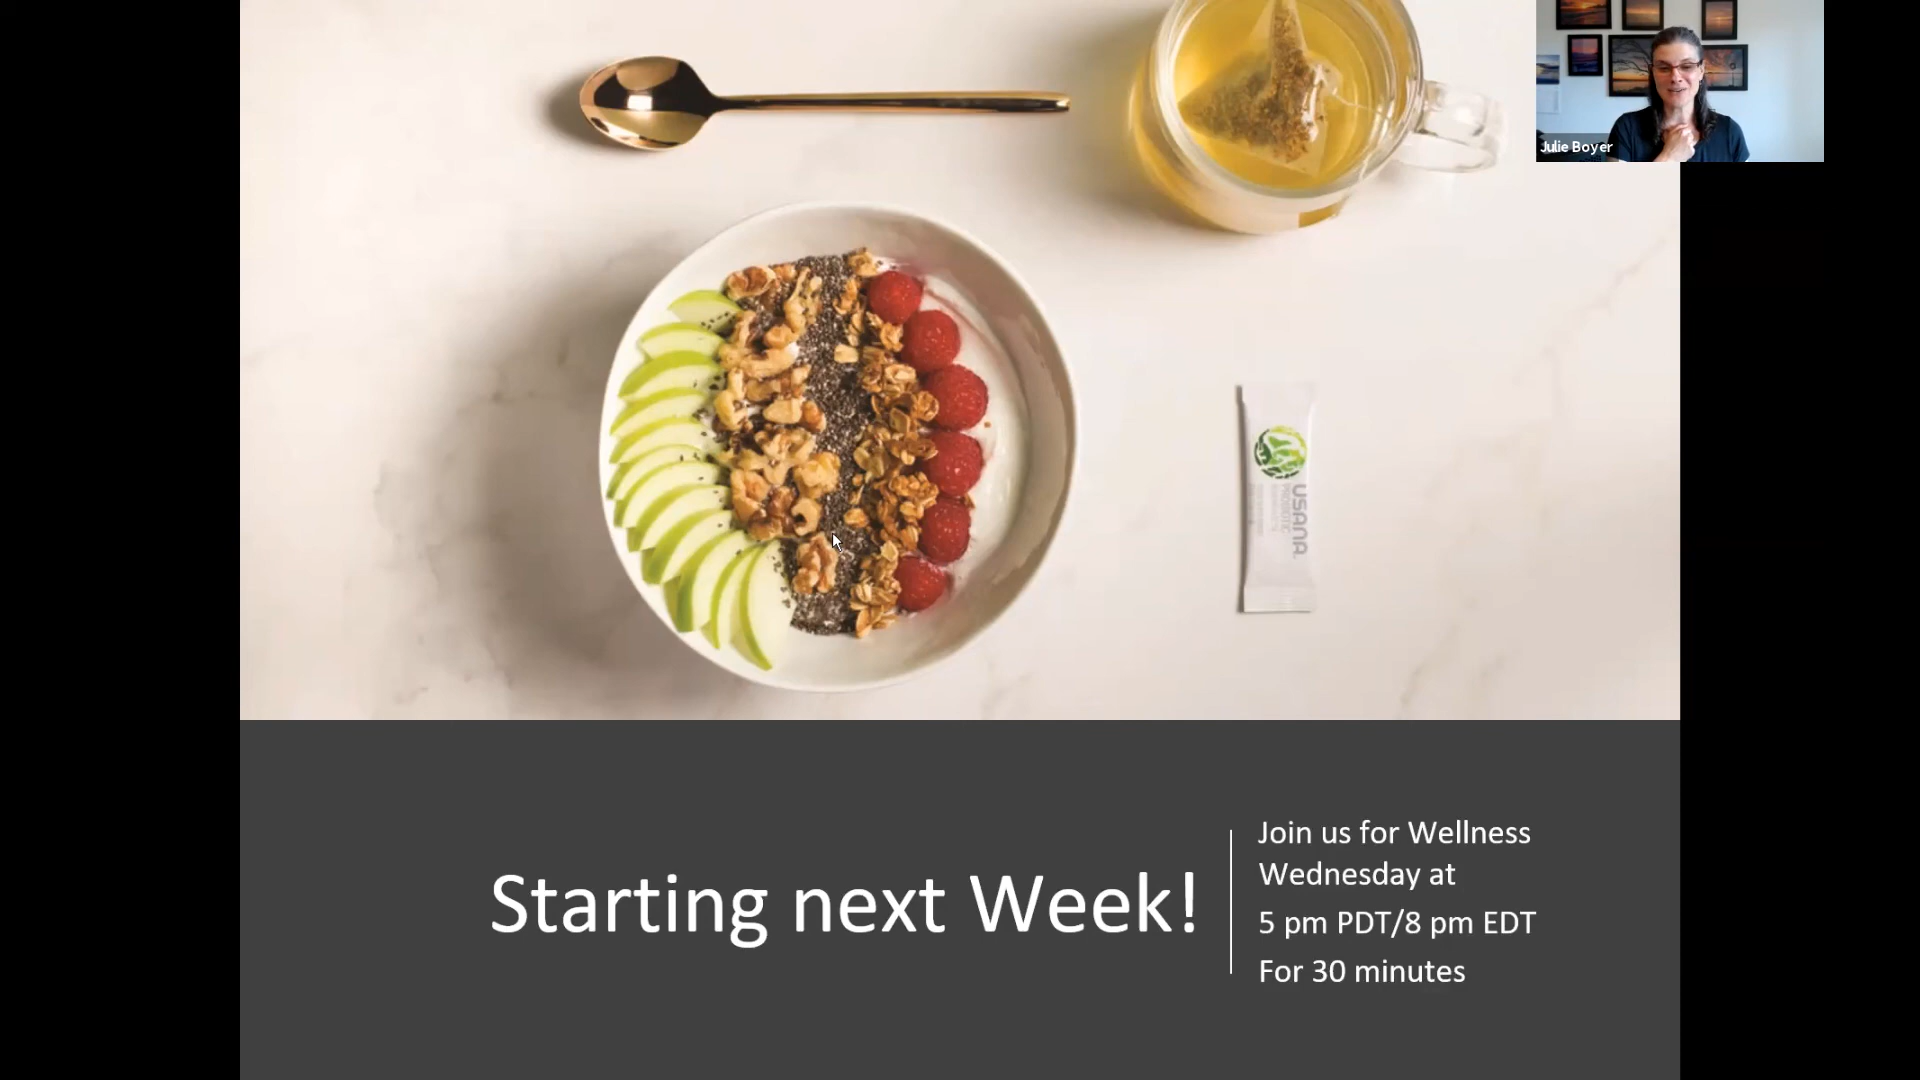 Julie Boyer
USANA
PROBIOTIC
Starting next Week!
Join us for Wellness
Wednesday at
5 pm PDT/8 pm EDT
For 30 minutes